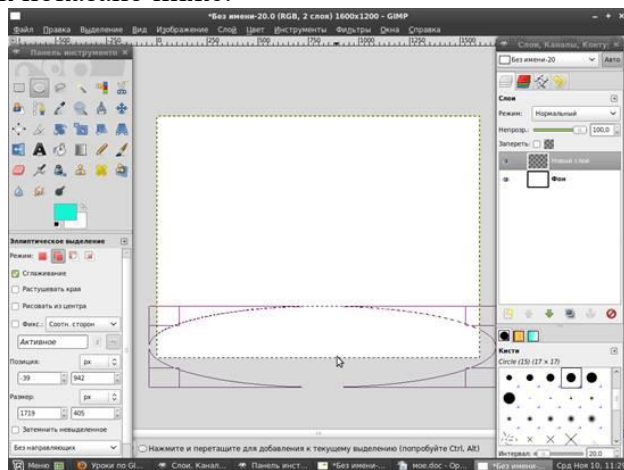 *Без имени-20.0 (RGB, 2 слоя) 1600x1200 – GIMP
Файл Правка Выделение Вид Изображение Слой Цвет Инструменты Фильтры Окна Справка
Панель инструменто
Слои, Каналы, Конту
Без имени-20 Авто
Слои
Режим: Нормальный
Непрозр.: 100,0
Запереть:
Новый слой
Фон
Эллиптическое выделение
Режим:
Сглаживание
Растушевать края
Рисовать из центра
Фикс.: Соотн. сторон
Активное
Позиция: px
-39 942
Размер: px
1719 405
Затемнить невыделенное
Без направляющих
Кисти
Circle (15) (17 × 17)
Интервал: 20,0
Нажмите и перетащите для добавления к текущему выделению (попробуйте Ctrl, Alt)
Меню Уроки по GI... Слои, Канал... Панель инст... *Без имени-... мое.doc - Op... *Без имени Срд Ноя 10, 11:2